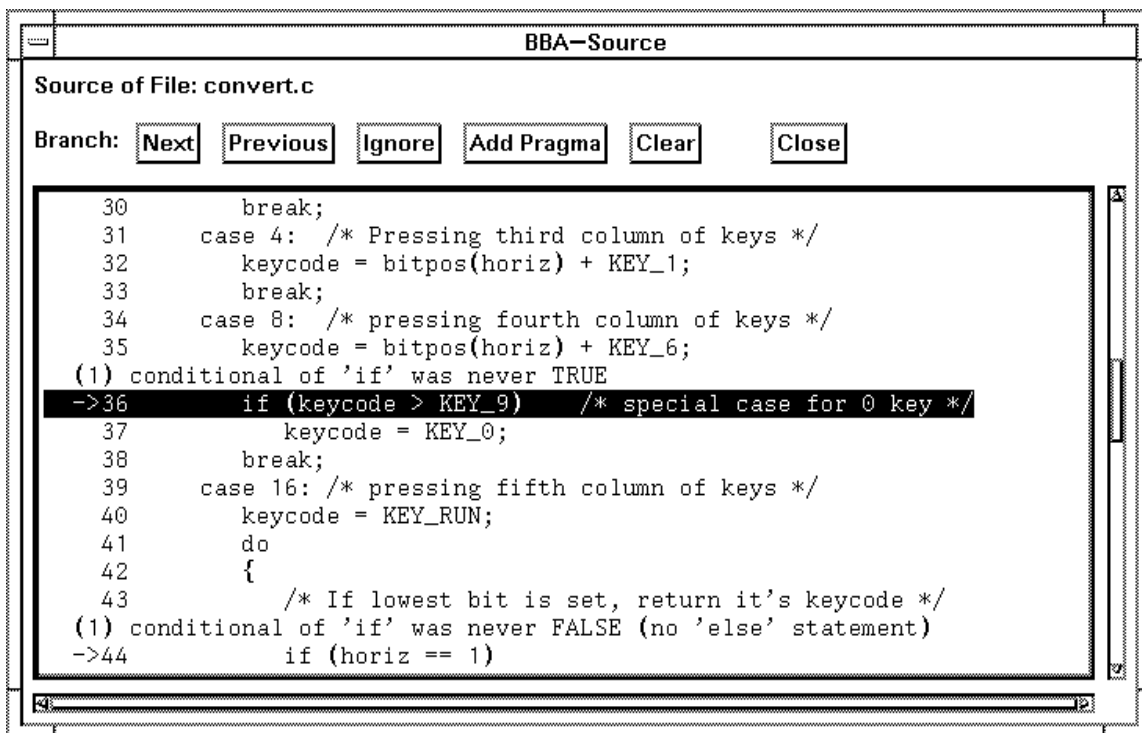 BBA-Source
Source of File: convert.c
Branch: Next Previous Ignore Add Pragma Clear Close
30 break;
31 case 4: /* Pressing third column of keys */
32 keycode = bitpos(horiz) + KEY_1;
33 break;
34 case 8: /* pressing fourth column of keys */
35 keycode = bitpos(horiz) + KEY_6;
(1) conditional of 'if' was never TRUE
->36 if (keycode > KEY_9) /* special case for 0 key */
37 keycode = KEY_0;
38 break;
39 case 16: /* pressing fifth column of keys */
40 keycode = KEY_RUN;
41 do
42 {
43 /* If lowest bit is set, return it's keycode */
(1) conditional of 'if' was never FALSE (no 'else' statement)
->44 if (horiz == 1)